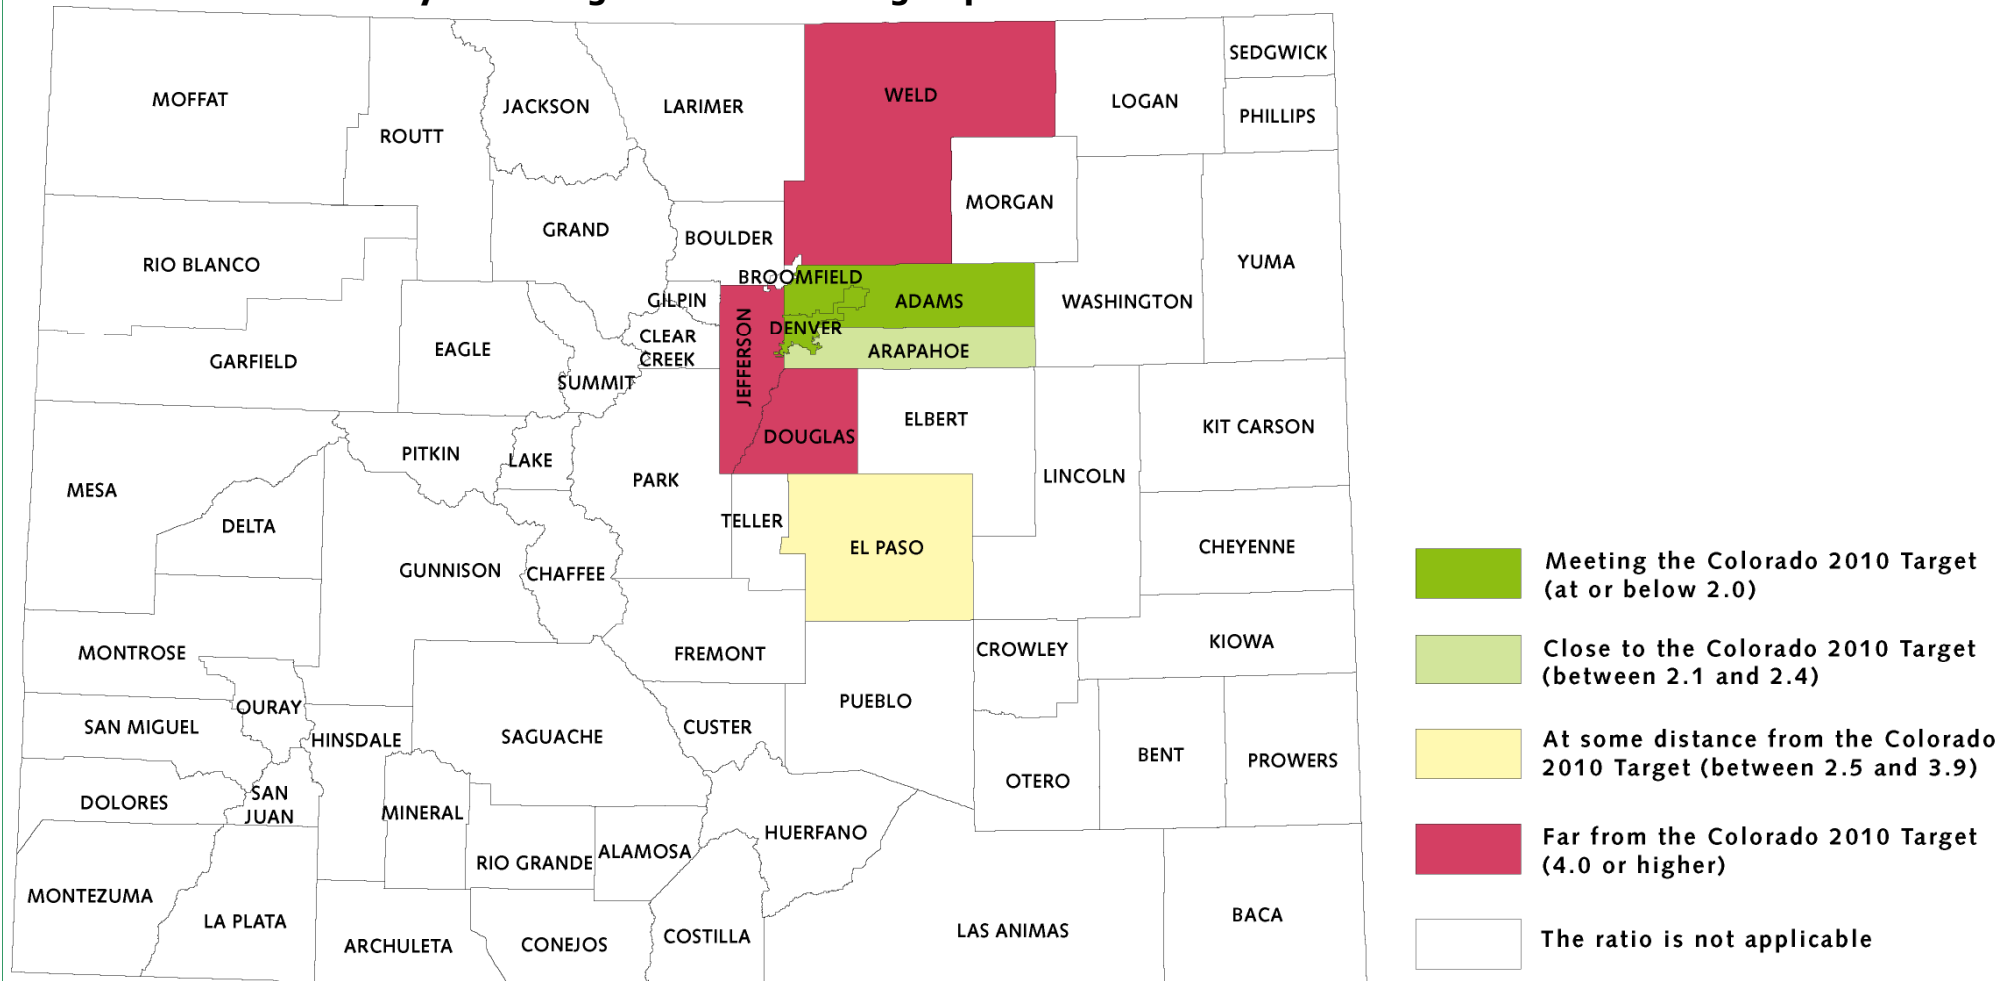 SEDGWICK
MOFFAT
JACKSON
LARIMER
WELD
LOGAN
PHILLIPS
ROUTT
MORGAN
GRAND
BOULDER
RIO BLANCO
YUMA
BROOMFIELD
GILPIN
ADAMS
WASHINGTON
DENVER
CLEAR
CREEK
JEFFERSON
EAGLE
ARAPAHOE
GARFIELD
SUMMIT
ELBERT
KIT CARSON
DOUGLAS
PITKIN
LAKE
PARK
LINCOLN
MESA
TELLER
DELTA
EL PASO
CHEYENNE
GUNNISON
CHAFFEE
KIOWA
CROWLEY
MONTROSE
FREMONT
OURAY
PUEBLO
SAN MIGUEL
CUSTER
HINSDALE
SAGUACHE
BENT
PROWERS
OTERO
DOLORES
SAN
JUAN
MINERAL
HUERFANO
RIO GRANDE
ALAMOSA
MONTEZUMA
LA PLATA
ARCHULETA
CONEJOS
COSTILLA
LAS ANIMAS
BACA
Meeting the Colorado 2010 Target
(at or below 2.0)
Close to the Colorado 2010 Target
(between 2.1 and 2.4)
At some distance from the Colorado
2010 Target (between 2.5 and 3.9)
Far from the Colorado 2010 Target
(4.0 or higher)
The ratio is not applicable